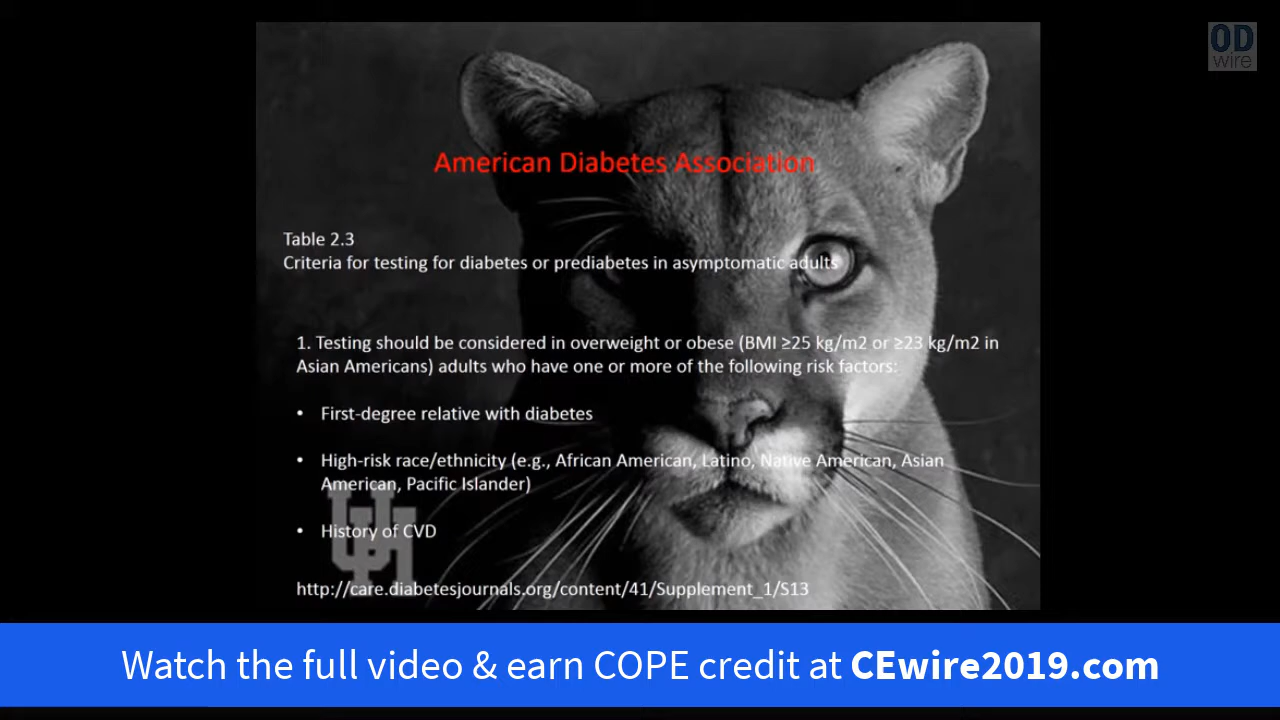 OD
wire
American Diabetes Association
Table 2.3
Criteria for testing for diabetes or prediabetes in asymptomatic adults
1. Testing should be considered in overweight or obese (BMI ≥25 kg/m2 or ≥23 kg/m2 in
Asian Americans) adults who have one or more of the following risk factors:
• First-degree relative with diabetes
• High-risk race/ethnicity (e.g., African American, Latino, Native American, Asian
American, Pacific Islander)
• History of CVD
http://care.diabetesjournals.org/content/41/Supplement_1/S13
Watch the full video & earn COPE credit at CEwire2019.com